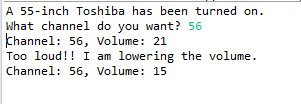 A 55-inch Toshiba has been turned on.
What channel do you want? 56
Channel: 56, Volume: 21
Too loud!! I am lowering the volume.
Channel: 56, Volume: 15